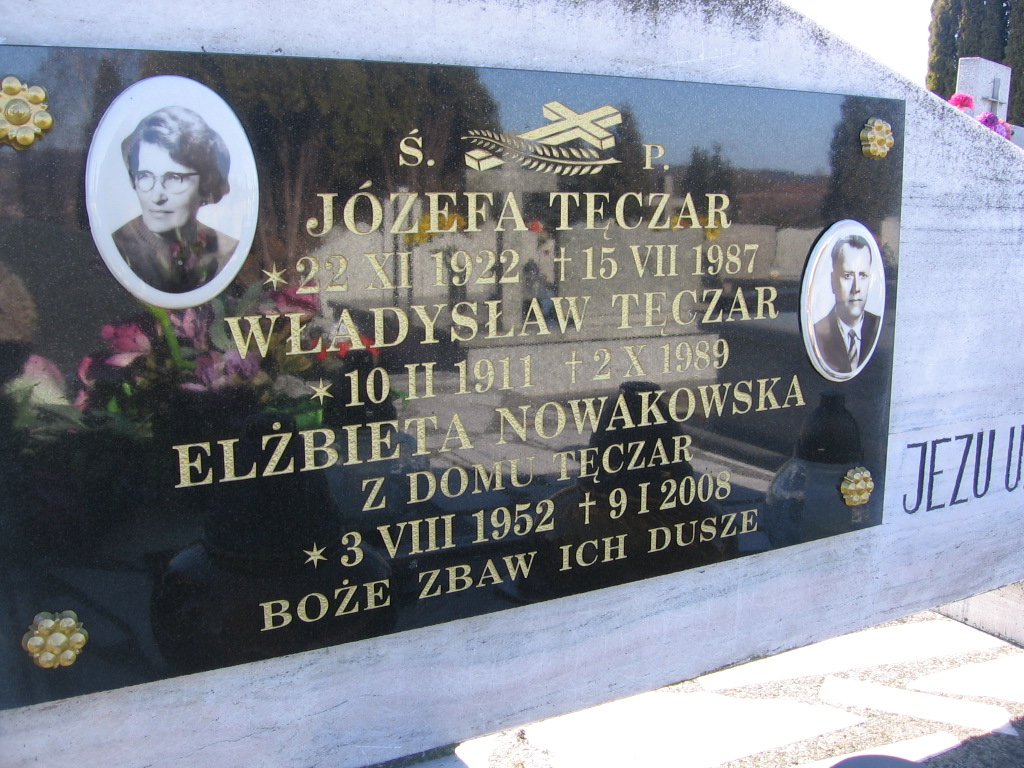 Ś. P.
JÓZEFA TĘCZAR
* 22 XI 1922 † 15 VII 1987
WŁADYSŁAW TĘCZAR
* 10 II 1911 † 2 X 1989
ELŻBIETA NOWAKOWSKA
Z DOMU TĘCZAR
* 3 VIII 1952 † 9 I 2008
BOŻE ZBAW ICH DUSZE
JEZU